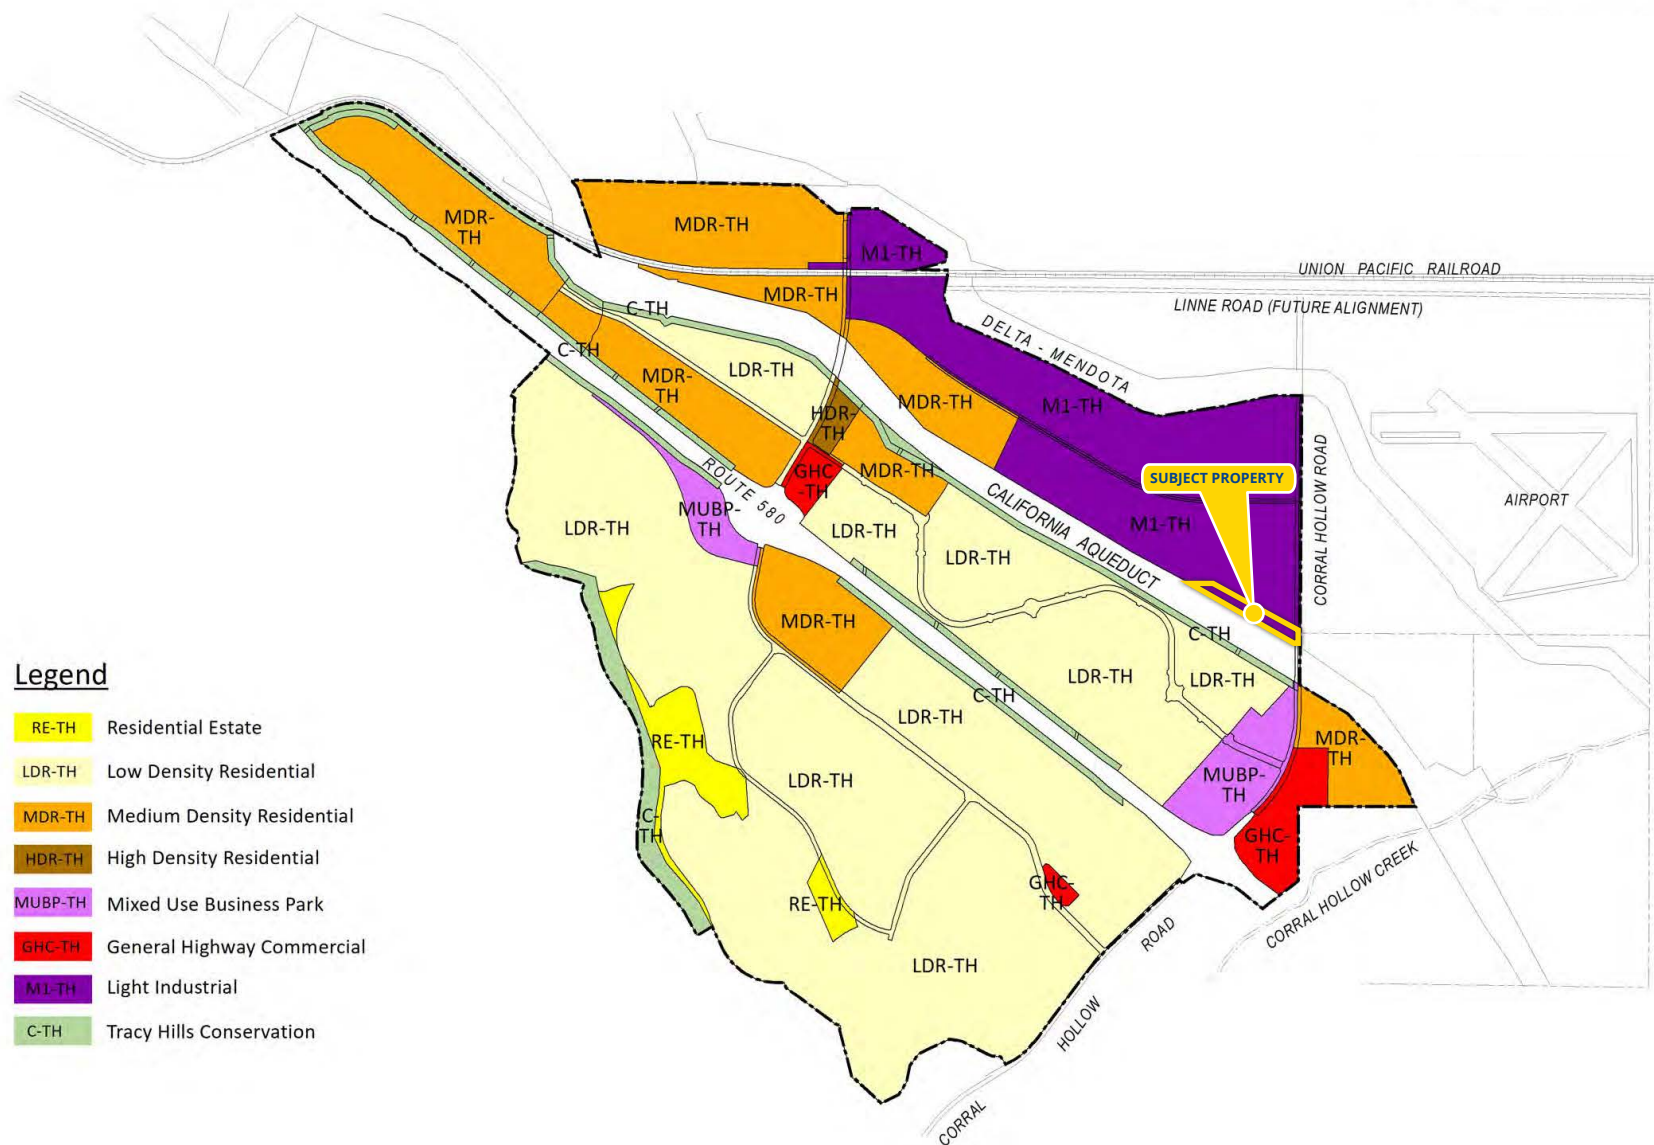 MDR-
TH
MDR-TH
M1-TH
UNION PACIFIC RAILROAD
MDR-TH
C-TH
LINNE ROAD (FUTURE ALIGNMENT)
DELTA - MENDOTA
C-TH
LDR-TH
MDR-
TH
MDR-TH
M1-TH
HDR-
TH
CORRAL HOLLOW ROAD
GHC
-TH
MDR-TH
SUBJECT PROPERTY
ROUTE 580
CALIFORNIA AQUEDUCT
AIRPORT
MUBP-
TH
LDR-TH
LDR-TH
M1-TH
LDR-TH
MDR-TH
C-TH
LDR-TH
LDR-TH
C-TH
LDR-TH
RE-TH
MDR-
TH
LDR-TH
MUBP-
TH
C-
TH
GHC-
TH
RE-TH
GHC-
TH
CORRAL HOLLOW CREEK
LDR-TH
CORRAL
HOLLOW
ROAD
Legend
RE-TH Residential Estate
LDR-TH Low Density Residential
MDR-TH Medium Density Residential
HDR-TH High Density Residential
MUBP-TH Mixed Use Business Park
GHC-TH General Highway Commercial
M1-TH Light Industrial
C-TH Tracy Hills Conservation